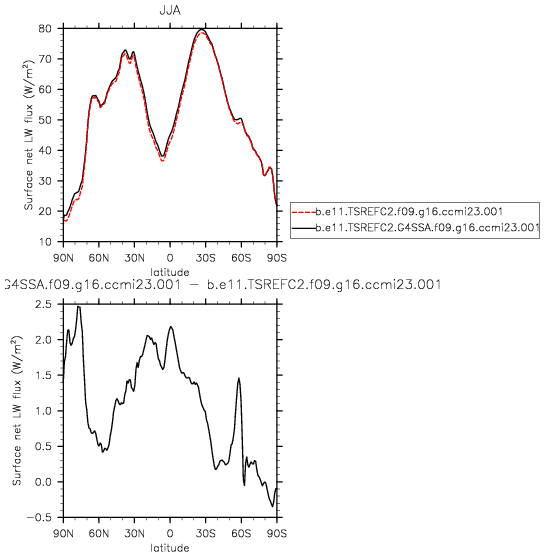 JJA
Surface net LW flux (W/m²)
80
70
60
50
40
30
20
10
90N 60N 30N 0 30S 60S 90S
latitude
b.e11.TSREFC2.f09.g16.ccmi23.001
b.e11.TSREFC2.G4SSA.f09.g16.ccmi23.001
G4SSA.f09.g16.ccmi23.001 − b.e11.TSREFC2.f09.g16.ccmi23.001
Surface net LW flux (W/m²)
2.5
2.0
1.5
1.0
0.5
0.0
−0.5
90N 60N 30N 0 30S 60S 90S
latitude